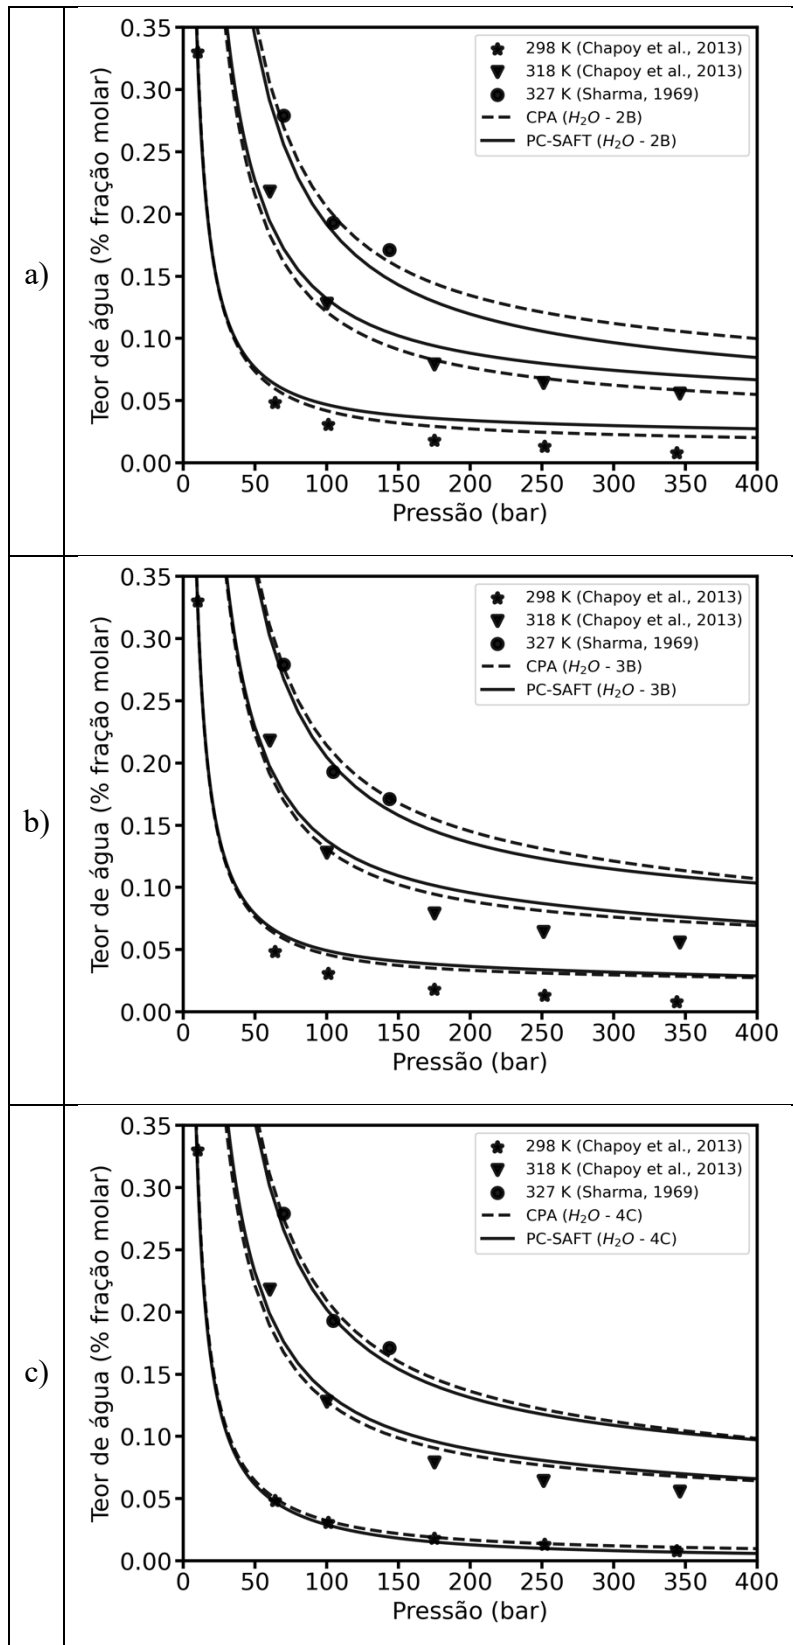 a)
Teor de água (% fração molar)
0.35
0.30
0.25
0.20
0.15
0.10
0.05
0.00
298 K (Chapoy et al., 2013)
318 K (Chapoy et al., 2013)
327 K (Sharma, 1969)
CPA (H₂O - 2B)
PC-SAFT (H₂O - 2B)
0 50 100 150 200 250 300 350 400
Pressão (bar)
b)
Teor de água (% fração molar)
0.35
0.30
0.25
0.20
0.15
0.10
0.05
0.00
298 K (Chapoy et al., 2013)
318 K (Chapoy et al., 2013)
327 K (Sharma, 1969)
CPA (H₂O - 3B)
PC-SAFT (H₂O - 3B)
0 50 100 150 200 250 300 350 400
Pressão (bar)
c)
Teor de água (% fração molar)
0.35
0.30
0.25
0.20
0.15
0.10
0.05
0.00
298 K (Chapoy et al., 2013)
318 K (Chapoy et al., 2013)
327 K (Sharma, 1969)
CPA (H₂O - 4C)
PC-SAFT (H₂O - 4C)
0 50 100 150 200 250 300 350 400
Pressão (bar)